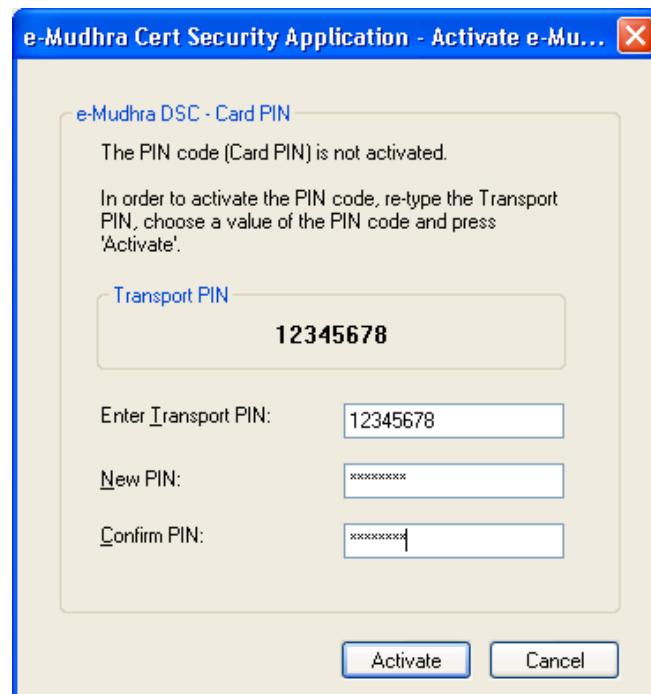 e-Mudhra Cert Security Application - Activate e-Mu...
e-Mudhra DSC - Card PIN
The PIN code (Card PIN) is not activated.
In order to activate the PIN code, re-type the Transport
PIN, choose a value of the PIN code and press
'Activate'.
Transport PIN
12345678
Enter Transport PIN: 12345678
New PIN: ********
Confirm PIN: ********
Activate Cancel